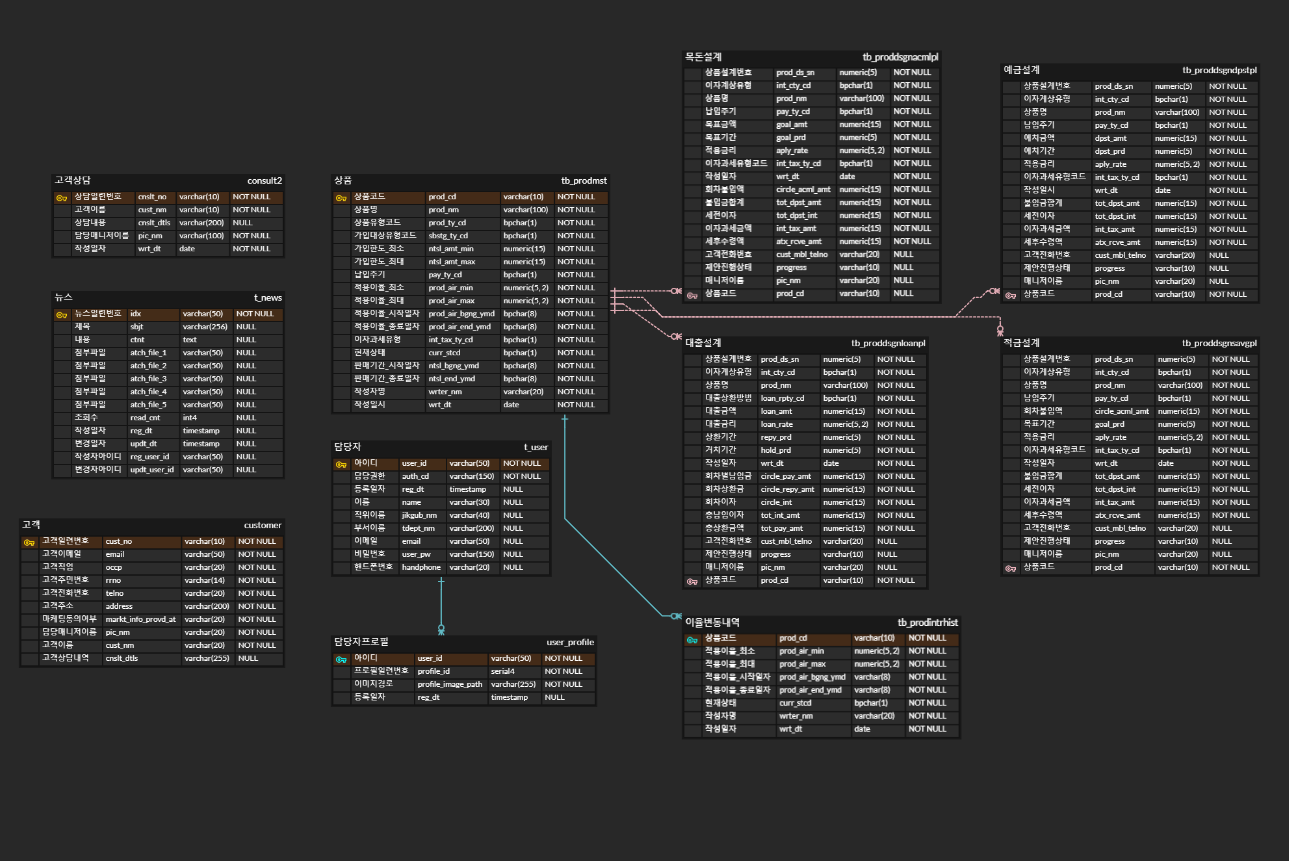 목돈설계 tb_proddsgnacmlpl
상품설계번호 prod_ds_sn numeric(5) NOT NULL
이자계상유형 int_cty_cd bpchar(1) NOT NULL
상품명 prod_nm varchar(100) NOT NULL
납입주기 pay_ty_cd bpchar(1) NOT NULL
목표금액 goal_amt numeric(15) NOT NULL
목표기간 goal_prd numeric(5) NOT NULL
적용금리 aply_rate numeric(5, 2) NOT NULL
이자과세유형코드 int_tax_ty_cd bpchar(1) NOT NULL
작성일자 wrt_dt date NOT NULL
회차불입액 circle_acml_amt numeric(15) NOT NULL
불입금합계 tot_dpst_amt numeric(15) NOT NULL
세전이자 tot_dpst_int numeric(15) NOT NULL
이자과세금 int_tax_amt numeric(15) NOT NULL
세후수령액 atx_rcve_amt numeric(15) NOT NULL
고객전화번호 cust_mbl_telno varchar(20) NULL
제안진행상태 progress varchar(10) NOT NULL
매니저이름 pic_nm varchar(20) NOT NULL
상품코드 prod_cd varchar(10) NOT NULL
예금설계 tb_proddsgndpstpl
상품설계번호 prod_ds_sn numeric(5) NOT NULL
이자계상유형 int_cty_cd bpchar(1) NOT NULL
상품명 prod_nm varchar(100) NOT NULL
납입주기 pay_ty_cd bpchar(1) NOT NULL
예치금액 dpst_amt numeric(15) NOT NULL
예치기간 dpst_prd numeric(5) NOT NULL
적용금리 aply_rate numeric(5, 2) NOT NULL
이자과세유형코드 int_tax_ty_cd bpchar(1) NOT NULL
작성일시 wrt_dt date NOT NULL
불입금합계 tot_dpst_amt numeric(15) NOT NULL
세전이자 tot_dpst_int numeric(15) NOT NULL
이자과세금 int_tax_amt numeric(15) NOT NULL
세후수령액 atx_rcve_amt numeric(15) NOT NULL
고객전화번호 cust_mbl_telno varchar(20) NULL
제안진행상태 progress varchar(10) NOT NULL
매니저이름 pic_nm varchar(20) NULL
상품코드 prod_cd varchar(10) NOT NULL
고객상담 consult2
상담일련번호 cnslt_no varchar(10) NOT NULL
고객이름 cust_nm varchar(10) NOT NULL
상담내용 cnslt_dtls varchar(200) NULL
담당매니저이름 pic_nm varchar(100) NOT NULL
작성일자 wrt_dt date NOT NULL
상품 tb_prodmst
상품코드 prod_cd varchar(10) NOT NULL
상품명 prod_nm varchar(100) NOT NULL
상품유형코드 prod_ty_cd bpchar(1) NOT NULL
가입대상유형코드 sbstg_ty_cd bpchar(1) NOT NULL
가입한도_최소 ntsl_amt_min numeric(15) NOT NULL
가입한도_최대 ntsl_amt_max numeric(15) NOT NULL
납입주기 pay_ty_cd bpchar(1) NOT NULL
적용이율_최소 prod_air_min numeric(5, 2) NOT NULL
적용이율_최대 prod_air_max numeric(5, 2) NOT NULL
적용이율_시작일자 prod_air_bgng_ymd bpchar(8) NOT NULL
적용이율_종료일자 prod_air_end_ymd bpchar(8) NOT NULL
이자과세유형 int_tax_ty_cd bpchar(1) NOT NULL
현재상태 curr_stcd bpchar(1) NOT NULL
판매기간_시작일자 ntsl_bgng_ymd bpchar(8) NOT NULL
판매기간_종료일자 ntsl_end_ymd bpchar(8) NOT NULL
작성자명 wrter_nm varchar(20) NOT NULL
작성일시 wrt_dt date NOT NULL
뉴스 t_news
뉴스일련번호 idx varchar(50) NOT NULL
제목 sbjt varchar(256) NULL
내용 ctnt text NULL
첨부파일 atch_file_1 varchar(50) NULL
첨부파일 atch_file_2 varchar(50) NULL
첨부파일 atch_file_3 varchar(50) NULL
첨부파일 atch_file_4 varchar(50) NULL
첨부파일 atch_file_5 varchar(50) NULL
조회수 read_cnt int4 NULL
작성일자 reg_dt timestamp NULL
변경일자 updt_dt timestamp NULL
작성자아이디 reg_user_id varchar(50) NULL
변경자아이디 updt_user_id varchar(50) NULL
대출설계 tb_proddsgnloanpl
상품설계번호 prod_ds_sn numeric(5) NOT NULL
이자계상유형 int_cty_cd bpchar(1) NOT NULL
상품명 prod_nm varchar(100) NOT NULL
대출상환방법 loan_rpty_cd bpchar(1) NOT NULL
대출금액 loan_amt numeric(15) NOT NULL
대출금리 loan_rate numeric(5, 2) NOT NULL
상환기간 repy_prd numeric(5) NOT NULL
거치기간 hold_prd numeric(5) NOT NULL
작성일자 wrt_dt date NOT NULL
회차별납입금 circle_pay_amt numeric(15) NOT NULL
회차상환금 circle_repy_amt numeric(15) NOT NULL
회차이자 circle_int numeric(15) NOT NULL
총납입이자 tot_int_amt numeric(15) NOT NULL
총상환금액 tot_pay_amt numeric(15) NOT NULL
고객전화번호 cust_mbl_telno varchar(20) NULL
제안진행상태 progress varchar(10) NULL
매니저이름 pic_nm varchar(20) NULL
상품코드 prod_cd varchar(10) NOT NULL
적금설계 tb_proddsgnsavgpl
상품설계번호 prod_ds_sn numeric(5) NOT NULL
이자계상유형 int_cty_cd bpchar(1) NOT NULL
상품명 prod_nm varchar(100) NOT NULL
납입주기 pay_ty_cd bpchar(1) NOT NULL
회차불입액 circle_acml_amt numeric(15) NOT NULL
목표기간 goal_prd numeric(5) NOT NULL
적용금리 aply_rate numeric(5, 2) NOT NULL
이자과세유형코드 int_tax_ty_cd bpchar(1) NOT NULL
작성일자 wrt_dt date NOT NULL
불입금합계 tot_dpst_amt numeric(15) NOT NULL
세전이자 tot_dpst_int numeric(15) NOT NULL
이자과세금 int_tax_amt numeric(15) NOT NULL
세후수령액 atx_rcve_amt numeric(15) NOT NULL
고객전화번호 cust_mbl_telno varchar(20) NULL
제안진행상태 progress varchar(10) NOT NULL
매니저이름 pic_nm varchar(20) NOT NULL
상품코드 prod_cd varchar(10) NOT NULL
담당자 t_user
아이디 user_id varchar(50) NOT NULL
담당권한 auth_cd varchar(150) NOT NULL
등록일자 reg_dt timestamp NULL
이름 name varchar(30) NULL
직위이름 jikgub_nm varchar(40) NULL
부서이름 tdept_nm varchar(200) NULL
이메일 email varchar(50) NULL
비밀번호 user_pw varchar(150) NULL
핸드폰번호 handphone varchar(20) NULL
고객 customer
고객일련번호 cust_no varchar(10) NOT NULL
고객이메일 email varchar(50) NOT NULL
고객직업 occp varchar(20) NOT NULL
고객주민번호 rrno varchar(14) NOT NULL
고객전화번호 telno varchar(20) NOT NULL
고객주소 address varchar(200) NOT NULL
마케팅동의여부 markt_info_provd_at varchar(20) NOT NULL
담당매니저이름 pic_nm varchar(20) NOT NULL
고객이름 cust_nm varchar(20) NOT NULL
고객상담내역 cnslt_dtls varchar(255) NULL
담당자프로필 user_profile
아이디 user_id varchar(50) NOT NULL
프로필일련번호 profile_id serial4 NOT NULL
이미지경로 profile_image_path varchar(255) NOT NULL
등록일자 reg_dt timestamp NULL
이율변동내역 tb_prodintrhist
상품코드 prod_cd varchar(10) NOT NULL
적용이율_최소 prod_air_min numeric(5, 2) NOT NULL
적용이율_최대 prod_air_max numeric(5, 2) NOT NULL
적용이율_시작일자 prod_air_bgng_ymd varchar(8) NOT NULL
적용이율_종료일자 prod_air_end_ymd varchar(8) NOT NULL
현재상태 curr_stcd bpchar(1) NOT NULL
작성자명 wrter_nm varchar(20) NOT NULL
작성일자 wrt_dt date NOT NULL